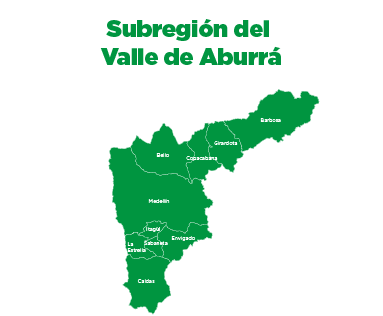 Subregión del
Valle de Aburrá
Barbosa
Girardota
Copacabana
Bello
Medellín
Itagüí
Envigado
Sabaneta
La
Estrella
Caldas